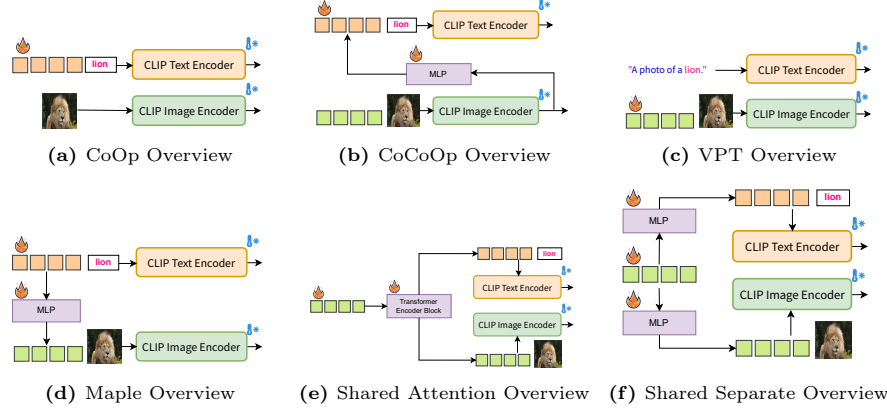 lion
CLIP Text Encoder
CLIP Image Encoder
(a) CoOp Overview
lion
CLIP Text Encoder
MLP
CLIP Image Encoder
(b) CoCoOp Overview
"A photo of a lion."
CLIP Text Encoder
CLIP Image Encoder
(c) VPT Overview
lion
CLIP Text Encoder
MLP
CLIP Image Encoder
(d) Maple Overview
lion
CLIP Text Encoder
Transformer
Encoder Block
CLIP Image Encoder
(e) Shared Attention Overview
lion
MLP
CLIP Text Encoder
CLIP Image Encoder
MLP
(f) Shared Separate Overview